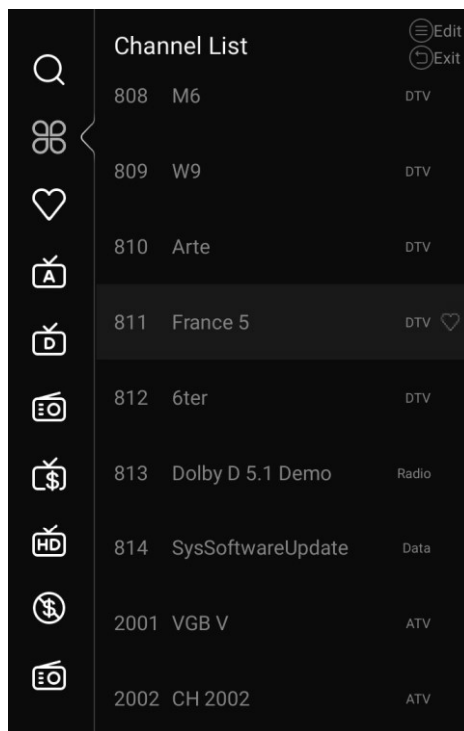 Channel List
Edit
Exit
808 M6 DTV
809 W9 DTV
810 Arte DTV
A
811 France 5 DTV
D
812 6ter DTV
813 Dolby D 5.1 Demo Radio
$
HD
814 SysSoftwareUpdate Data
$
2001 VGB V ATV
2002 CH 2002 ATV